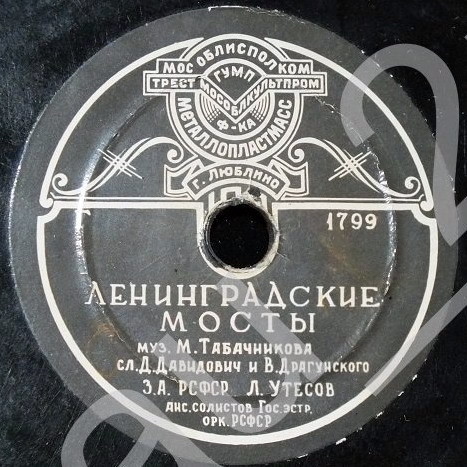 МОСОБЛИСПОЛКОМ
ГУМП
ТРЕСТ МОСОБЛКУЛЬТПРОМ
Ф-КА
МЕТАЛЛОПЛАСТМАСС
Г. ЛЮБЛИНО
1799
ЛЕНИНГРАДСКИЕ
МОСТЫ
муз. М. Табачникова
сл. Д. Давидович и В. Драгунского
З.А. РСФСР Л. Утесов
Анс. солистов Гос. эстр.
орк. РСФСР